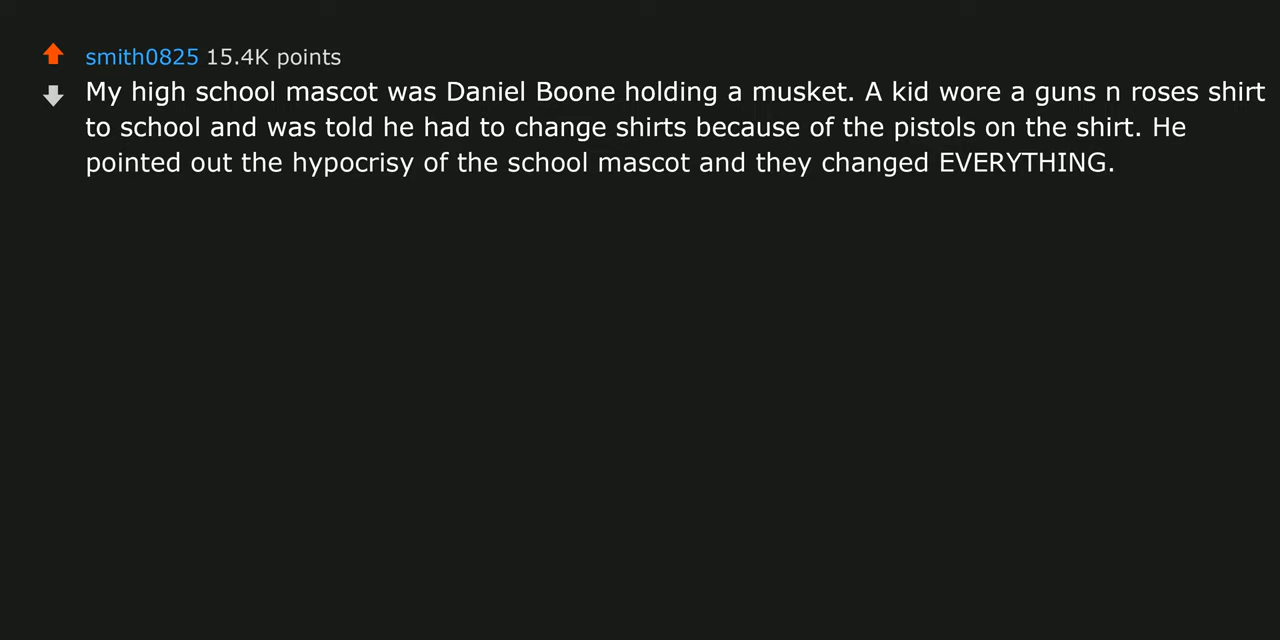 smith0825 15.4K points
My high school mascot was Daniel Boone holding a musket. A kid wore a guns n roses shirt
to school and was told he had to change shirts because of the pistols on the shirt. He
pointed out the hypocrisy of the school mascot and they changed EVERYTHING.